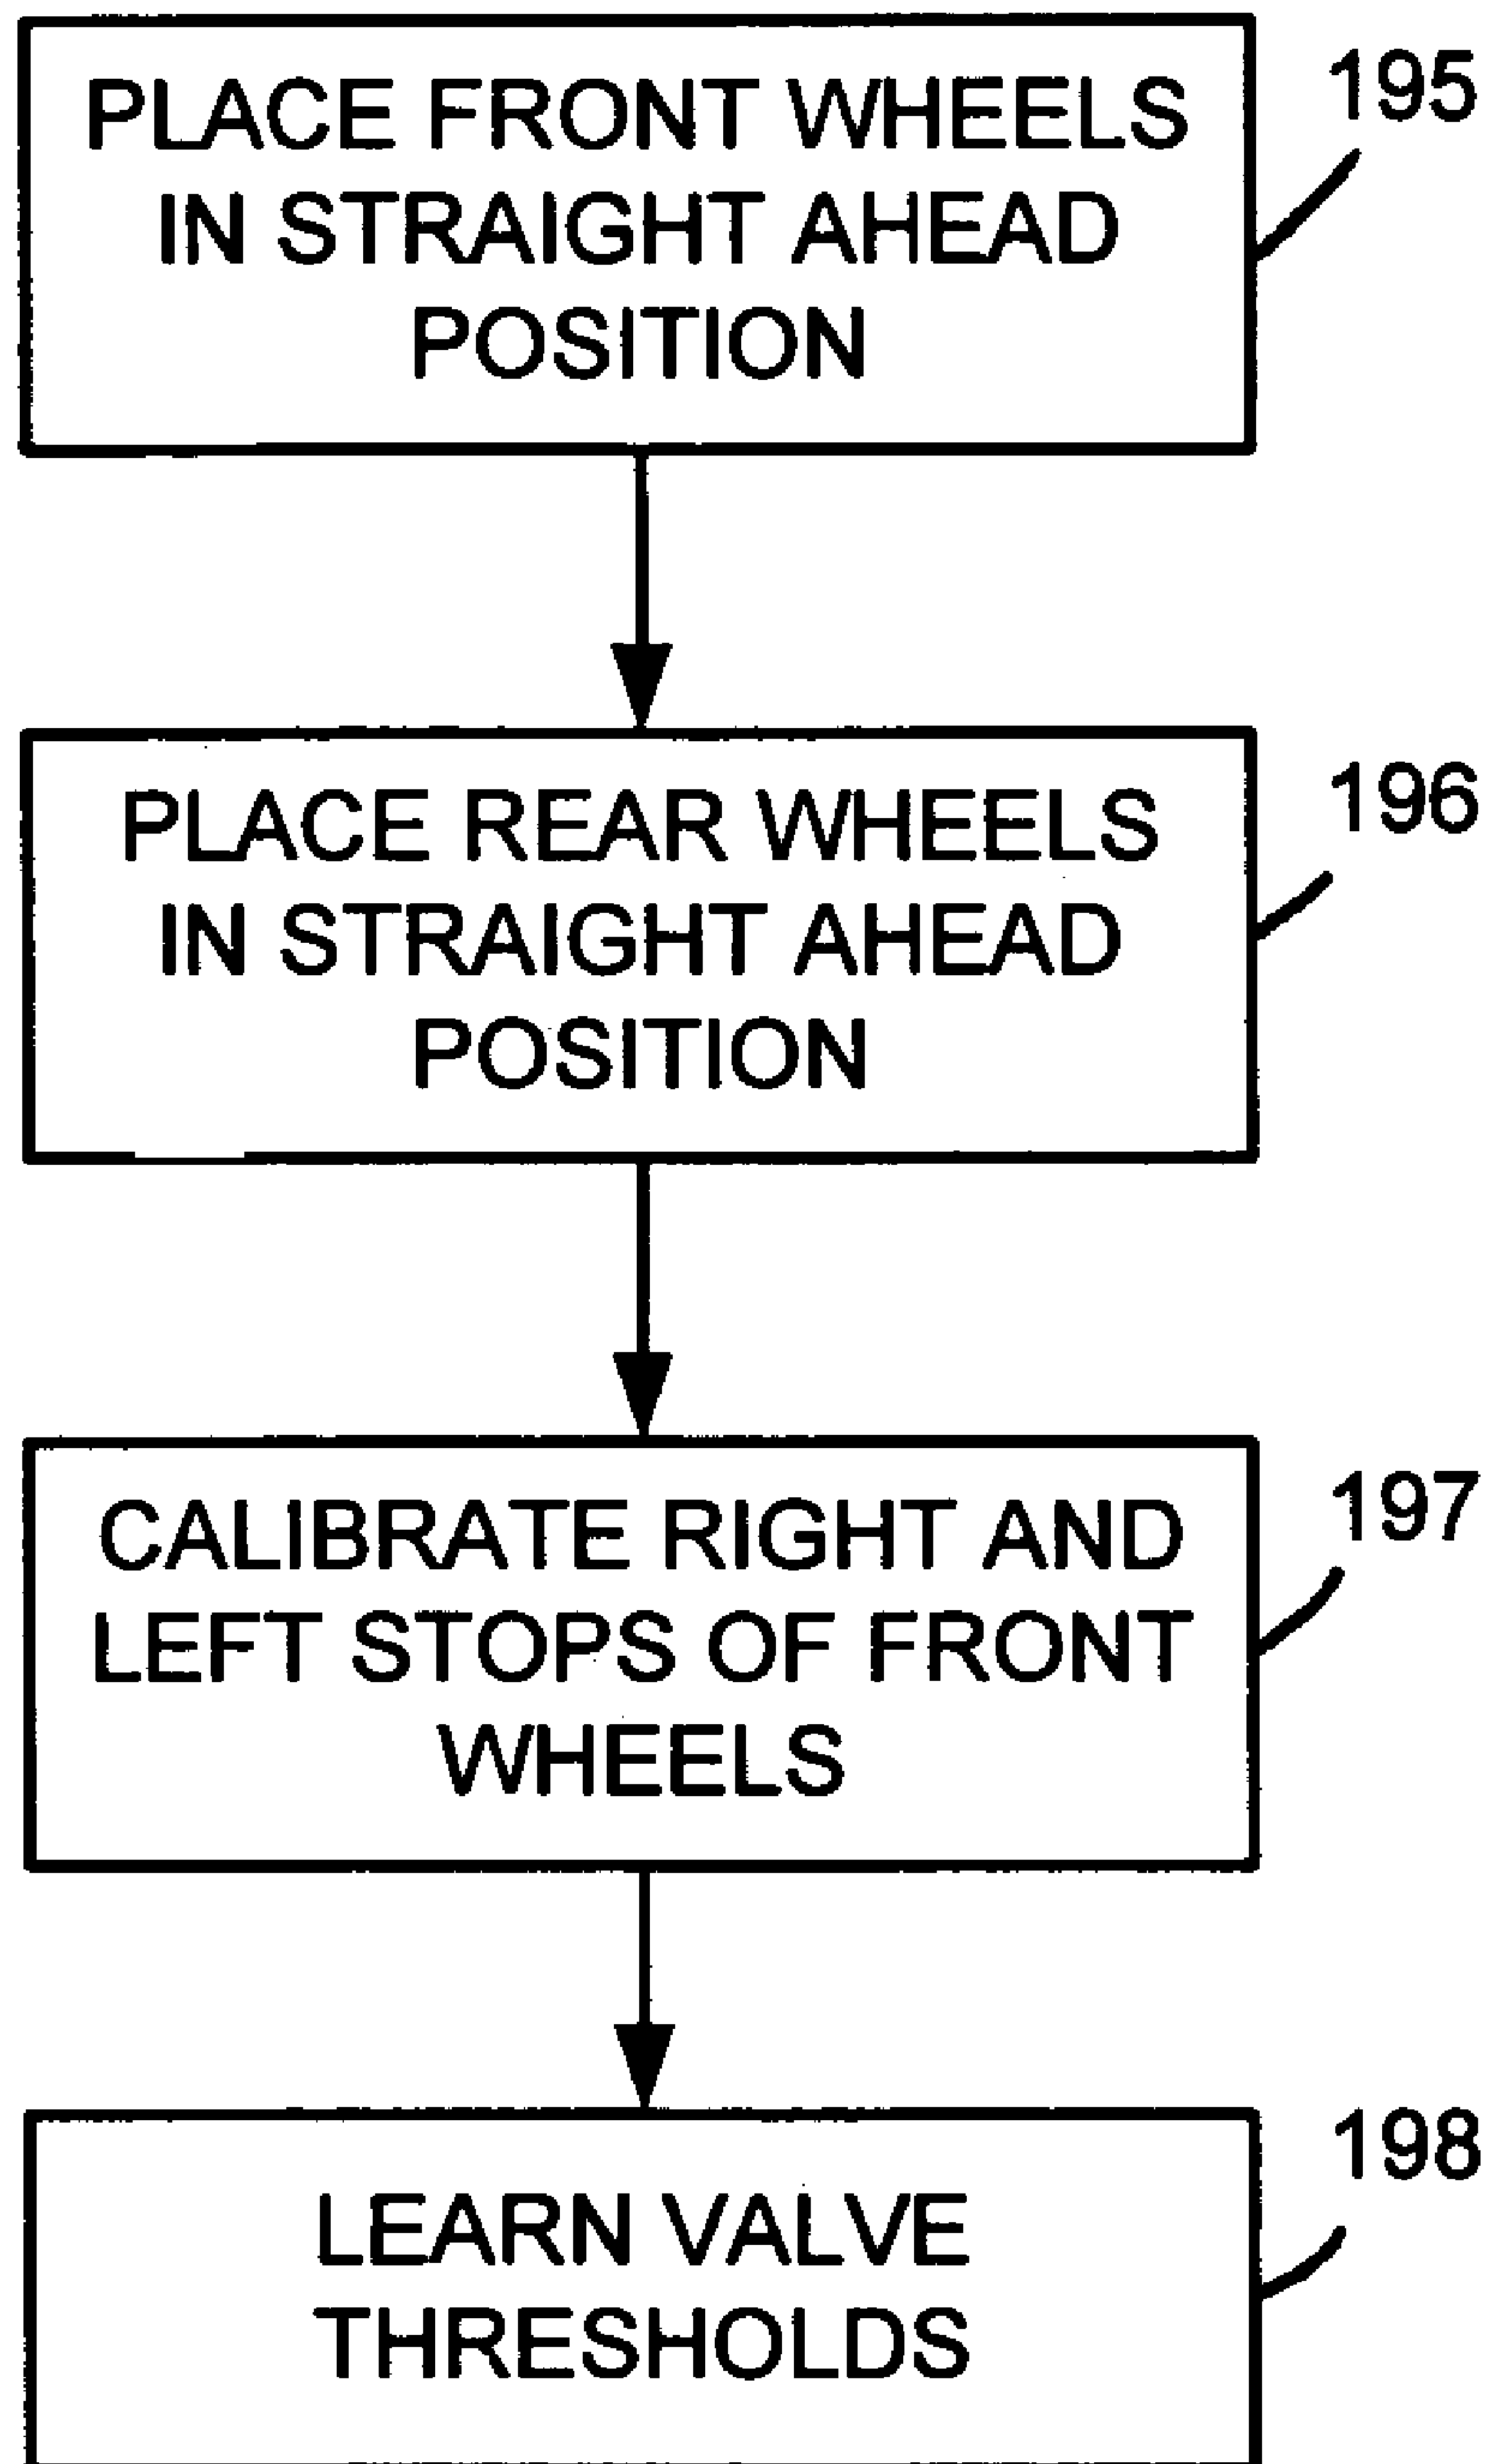 PLACE FRONT WHEELS
IN STRAIGHT AHEAD
POSITION
195
PLACE REAR WHEELS
IN STRAIGHT AHEAD
POSITION
196
CALIBRATE RIGHT AND
LEFT STOPS OF FRONT
WHEELS
197
LEARN VALVE
THRESHOLDS
198